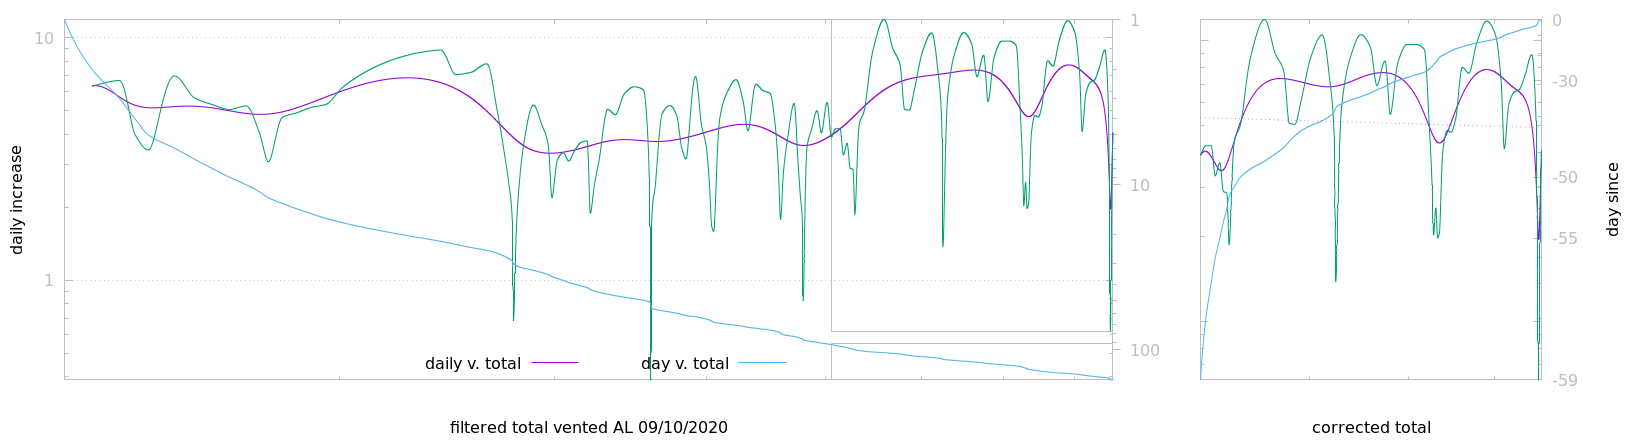 daily increase
10
1
daily v. total
day v. total
1
10
100
filtered total vented AL 09/10/2020
0
-30
-50
-55
-59
day since
corrected total